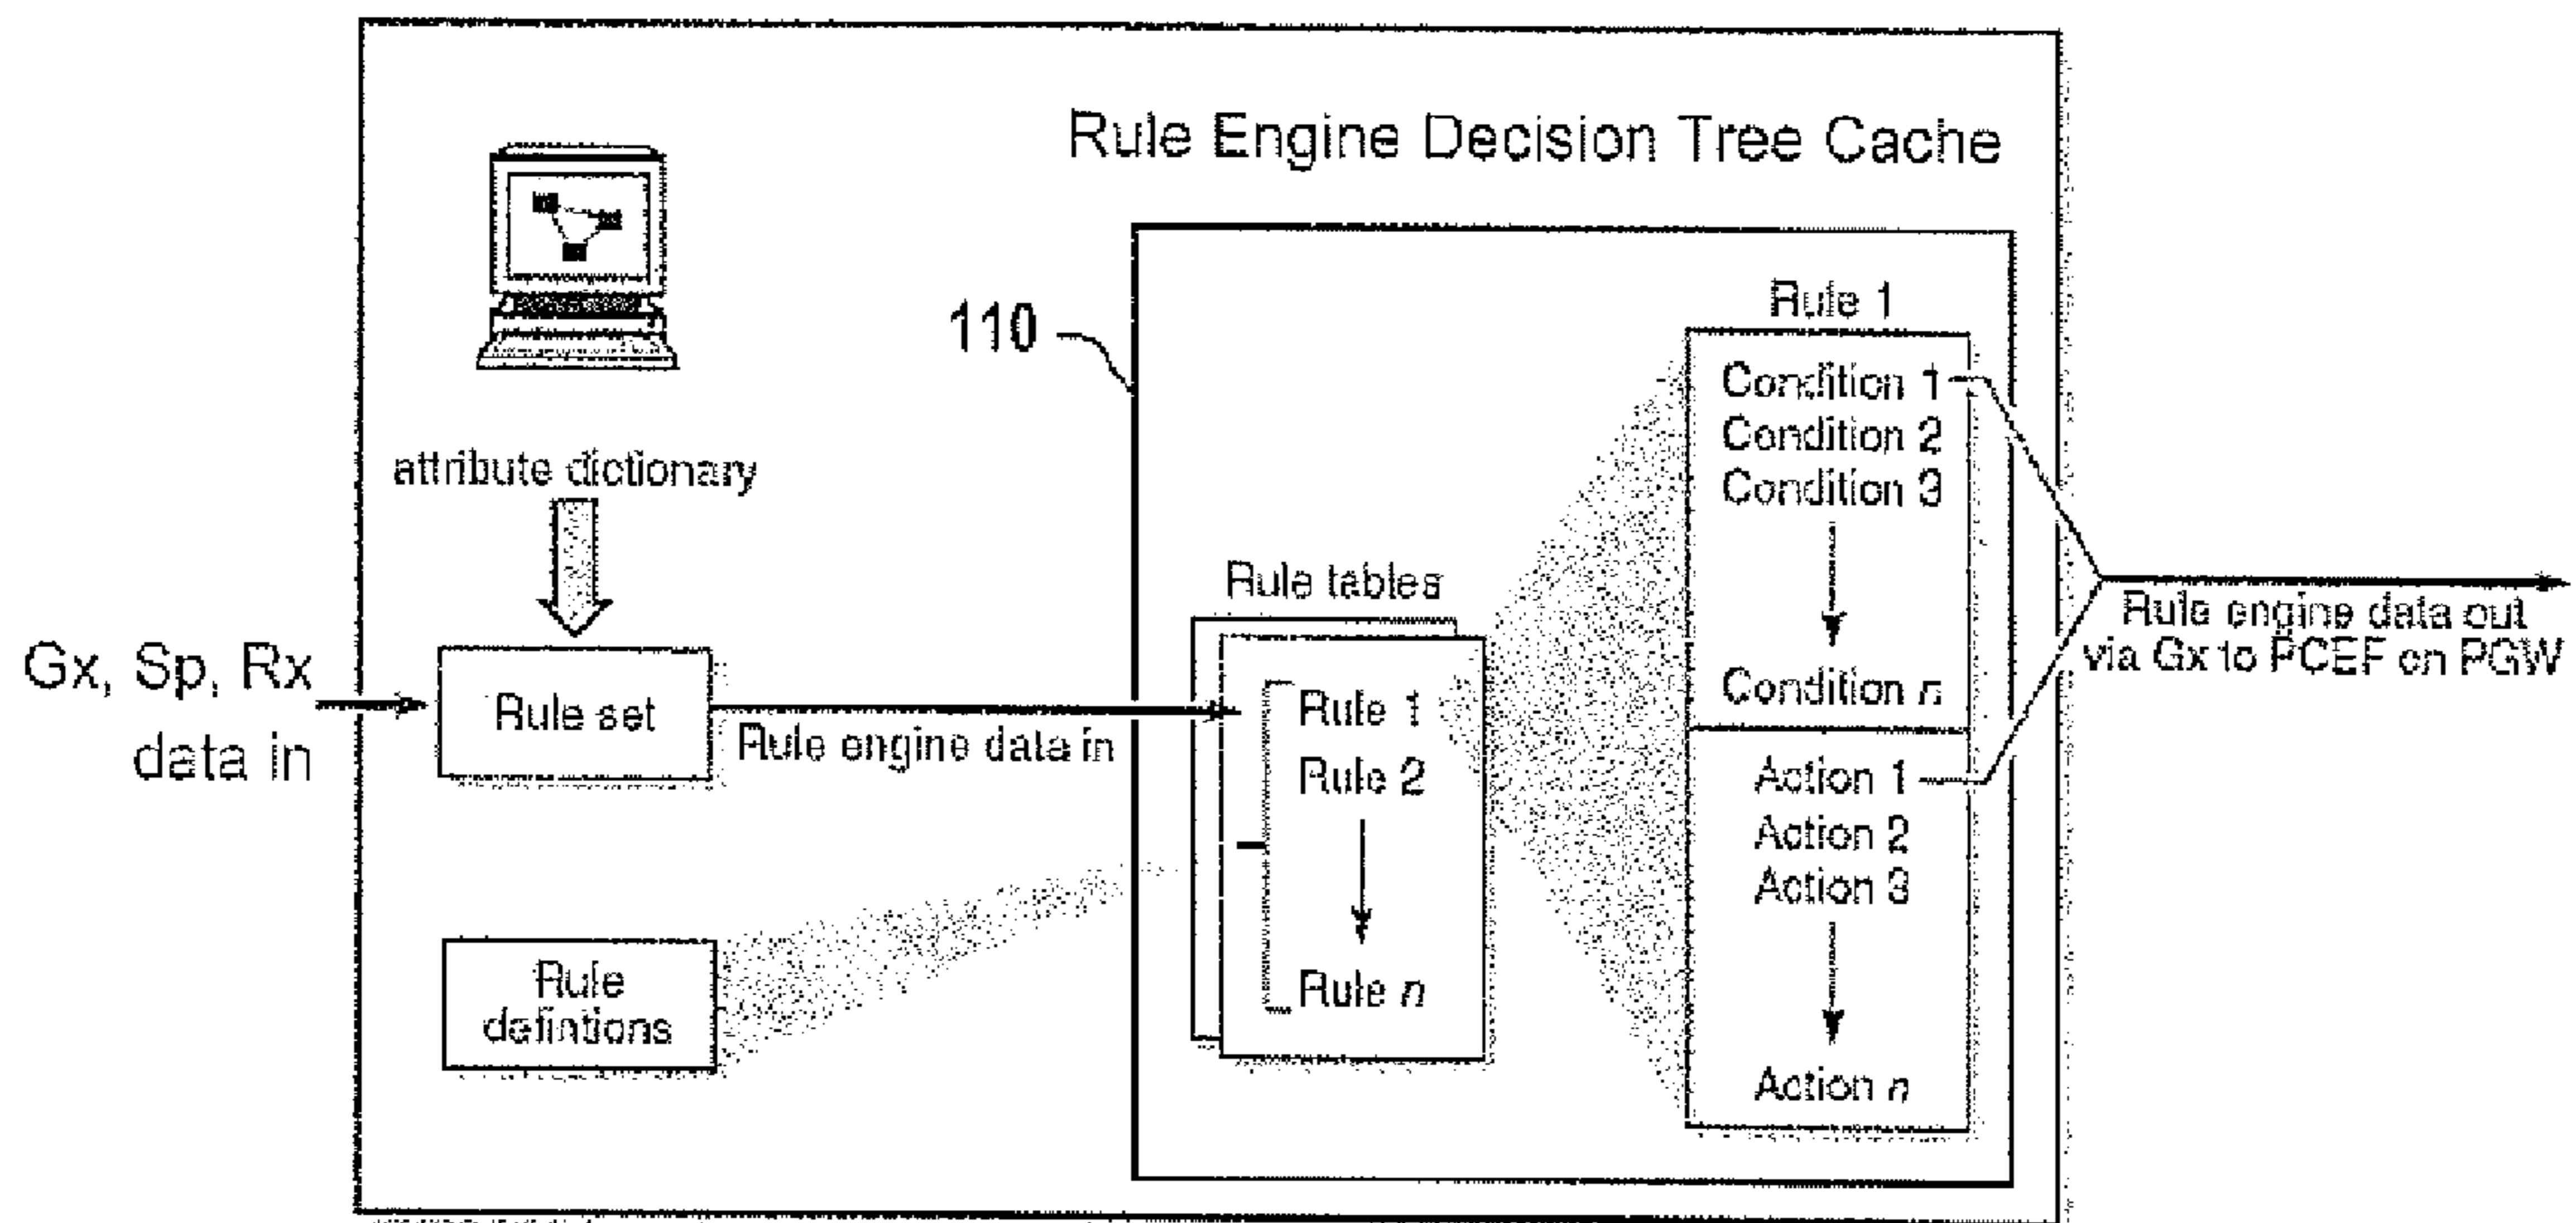 Rule Engine Decision Tree Cache
110
attribute dictionary
Gx, Sp, Rx
data in
Rule set
Rule engine data in
Rule
defintions
Rule tables
Rule 1
Rule 2
Rule n
Rule 1
Condition 1
Condition 2
Condition 3
Condition n
Action 1
Action 2
Action 3
Action n
Rule engine data out
via Gx to PCEF on PGW